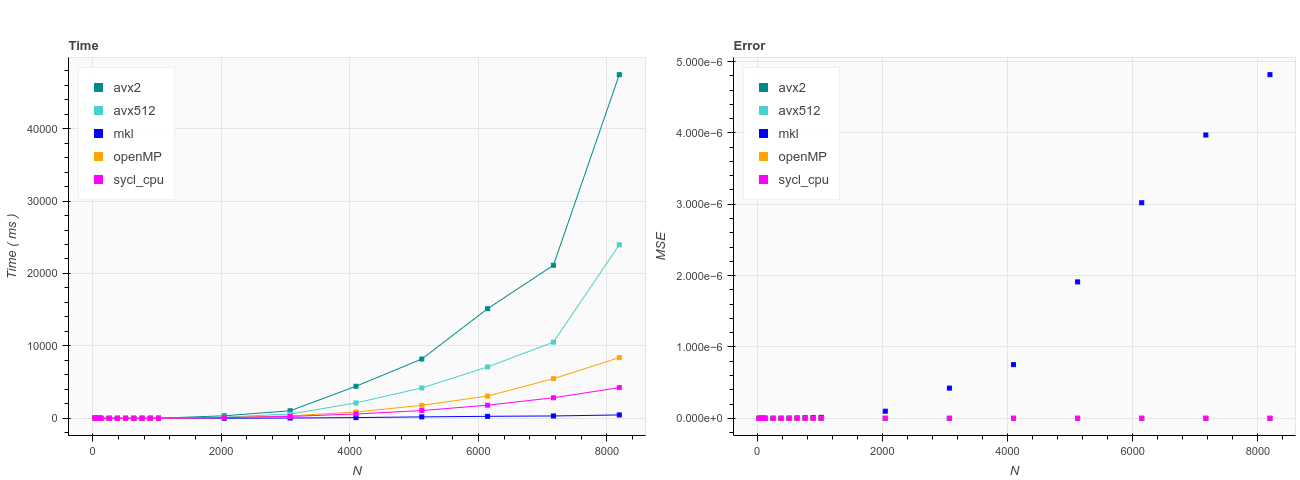 Time
avx2
avx512
mkl
openMP
sycl_cpu
40000
30000
20000
10000
0
Time ( ms )
0
2000
4000
6000
8000
N
Error
avx2
avx512
mkl
openMP
sycl_cpu
5.000e−6
4.000e−6
3.000e−6
2.000e−6
1.000e−6
0.000e+0
MSE
0
2000
4000
6000
8000
N